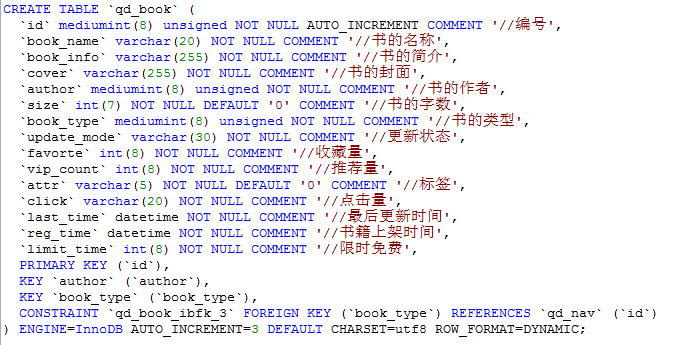 CREATE TABLE `qd_book` (
`id` mediumint(8) unsigned NOT NULL AUTO_INCREMENT COMMENT '//编号',
`book_name` varchar(20) NOT NULL COMMENT '//书的名称',
`book_info` varchar(255) NOT NULL COMMENT '//书的简介',
`cover` varchar(255) NOT NULL COMMENT '//书的封面',
`author` mediumint(8) unsigned NOT NULL COMMENT '//书的作者',
`size` int(7) NOT NULL DEFAULT '0' COMMENT '//书的字数',
`book_type` mediumint(8) unsigned NOT NULL COMMENT '//书的类型',
`update_mode` varchar(30) NOT NULL COMMENT '//更新状态',
`favorte` int(8) NOT NULL COMMENT '//收藏量',
`vip_count` int(8) NOT NULL COMMENT '//推荐量',
`attr` varchar(5) NOT NULL DEFAULT '0' COMMENT '//标签',
`click` varchar(20) NOT NULL COMMENT '//点击量',
`last_time` datetime NOT NULL COMMENT '//最后更新时间',
`reg_time` datetime NOT NULL COMMENT '//书籍上架时间',
`limit_time` int(8) NOT NULL COMMENT '//限时免费',
PRIMARY KEY (`id`),
KEY `author` (`author`),
KEY `book_type` (`book_type`),
CONSTRAINT `qd_book_ibfk_3` FOREIGN KEY (`book_type`) REFERENCES `qd_nav` (`id`)
) ENGINE=InnoDB AUTO_INCREMENT=3 DEFAULT CHARSET=utf8 ROW_FORMAT=DYNAMIC;